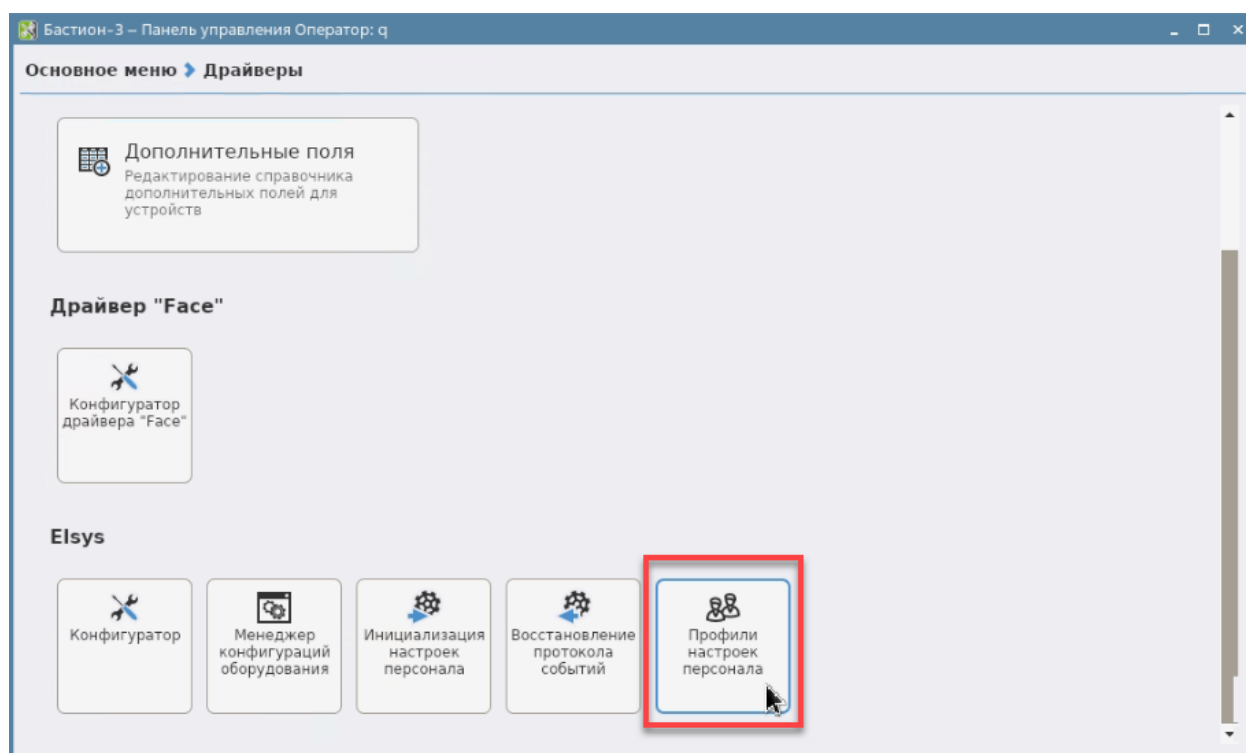 Бастион-3 – Панель управления Оператор: q
Основное меню Драйверы
Дополнительные поля
Редактирование справочника
дополнительных полей для
устройств
Драйвер "Face"
Конфигуратор
драйвера "Face"
Elsys
Конфигуратор
Менеджер
конфигураций
оборудования
Инициализация
настроек
персонала
Восстановление
протокола
событий
Профили
настроек
персонала